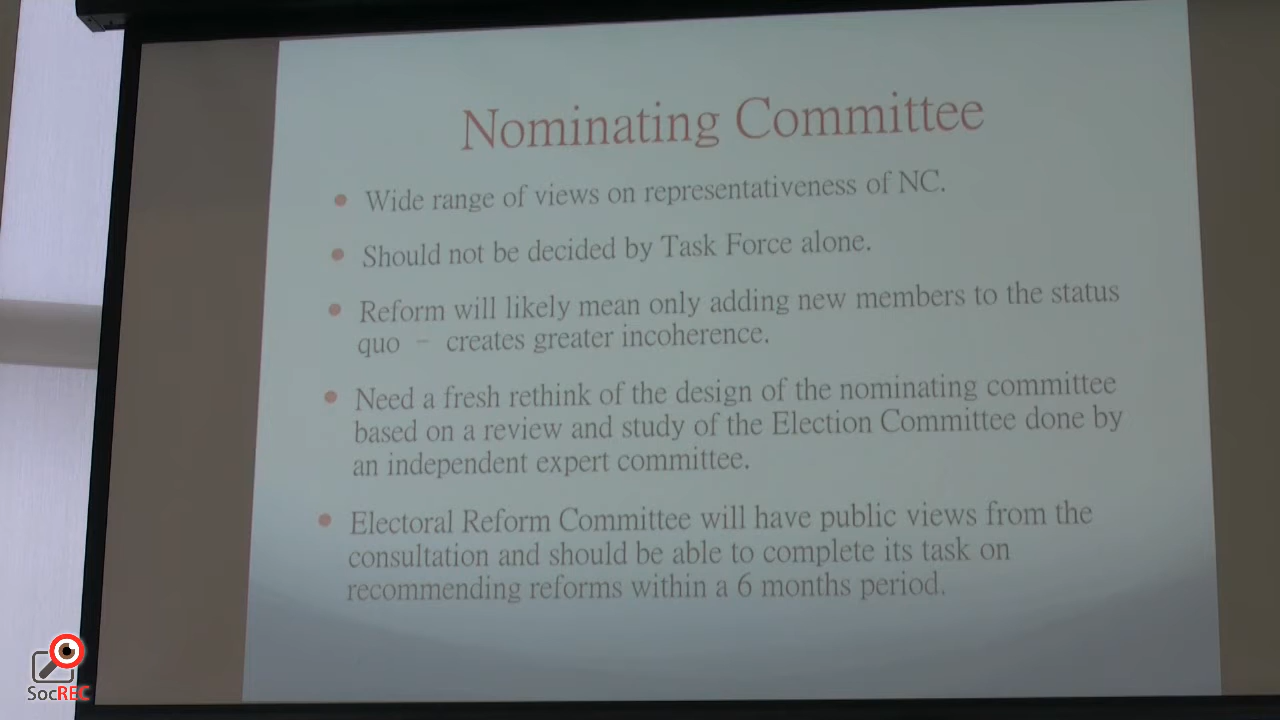 Nominating Committee
Wide range of views on representativeness of NC.
Should not be decided by Task Force alone.
Reform will likely mean only adding new members to the status
quo – creates greater incoherence.
Need a fresh rethink of the design of the nominating committee
based on a review and study of the Election Committee done by
an independent expert committee.
Electoral Reform Committee will have public views from the
consultation and should be able to complete its task on
recommending reforms within a 6 months period.
SocREC